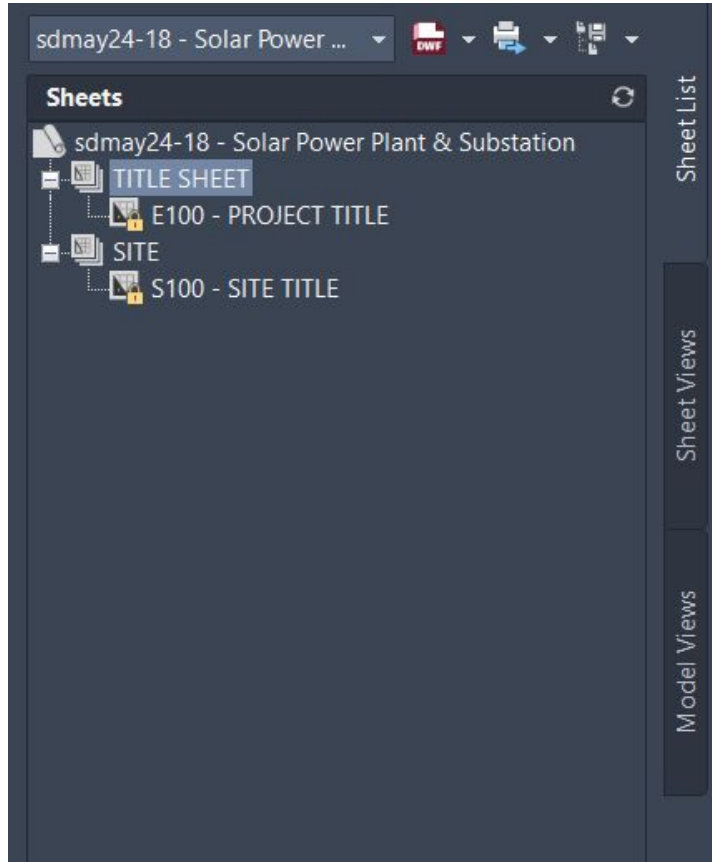 sdmay24-18 - Solar Power ...
DWF
Sheets
sdmay24-18 - Solar Power Plant & Substation
TITLE SHEET
E100 - PROJECT TITLE
SITE
S100 - SITE TITLE
Sheet List
Sheet Views
Model Views